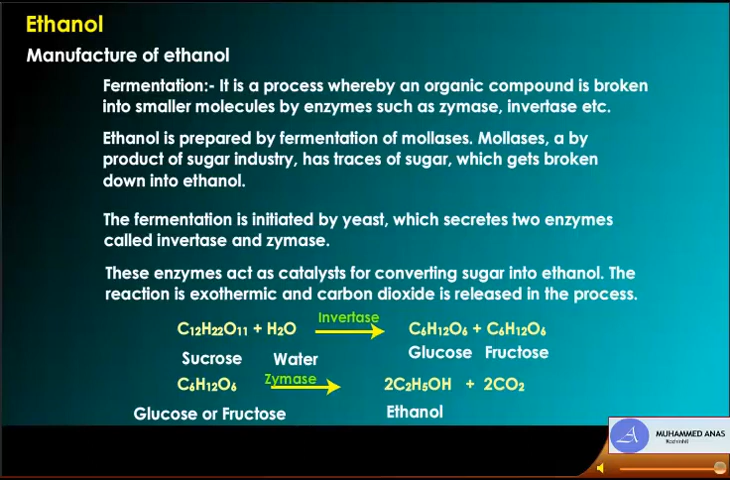 Ethanol
Manufacture of ethanol
Fermentation:- It is a process whereby an organic compound is broken
into smaller molecules by enzymes such as zymase, invertase etc.
Ethanol is prepared by fermentation of mollases. Mollases, a by
product of sugar industry, has traces of sugar, which gets broken
down into ethanol.
The fermentation is initiated by yeast, which secretes two enzymes
called invertase and zymase.
These enzymes act as catalysts for converting sugar into ethanol. The
reaction is exothermic and carbon dioxide is released in the process.
Invertase
C₁₂H₂₂O₁₁ + H₂O → C₆H₁₂O₆ + C₆H₁₂O₆
Sucrose Water Glucose Fructose
Zymase
C₆H₁₂O₆ → 2C₂H₅OH + 2CO₂
Glucose or Fructose Ethanol
A MUHAMMED ANAS